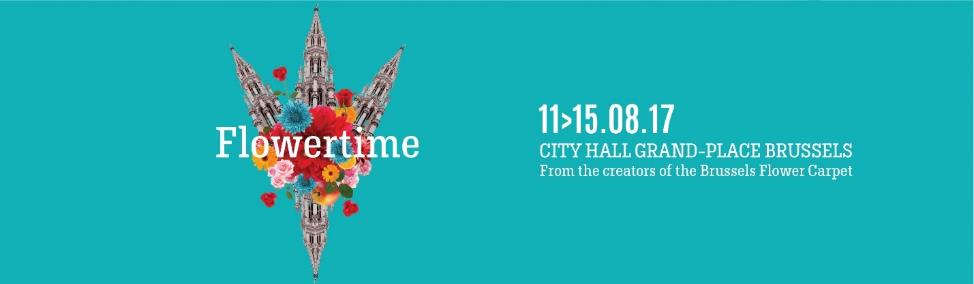 Flowertime
11>15.08.17
CITY HALL GRAND-PLACE BRUSSELS
From the creators of the Brussels Flower Carpet